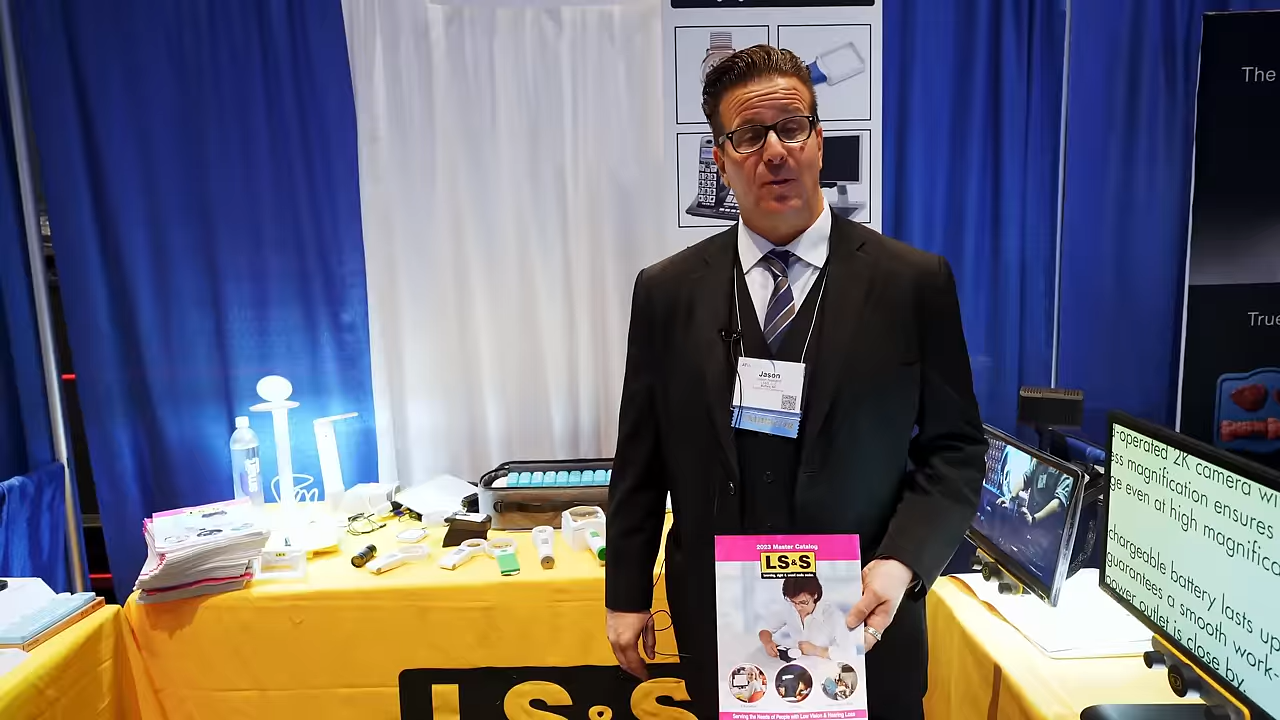 The
True
Jason
2023 Master Catalog
LS&S
Serving the Needs of People with Low Vision & Hearing Loss
-operated 2K camera w
ess magnification ensures
ge even at high magnifica
chargeable battery lasts up
guarantees a smooth, work-
power outlet is close by.
LS&S